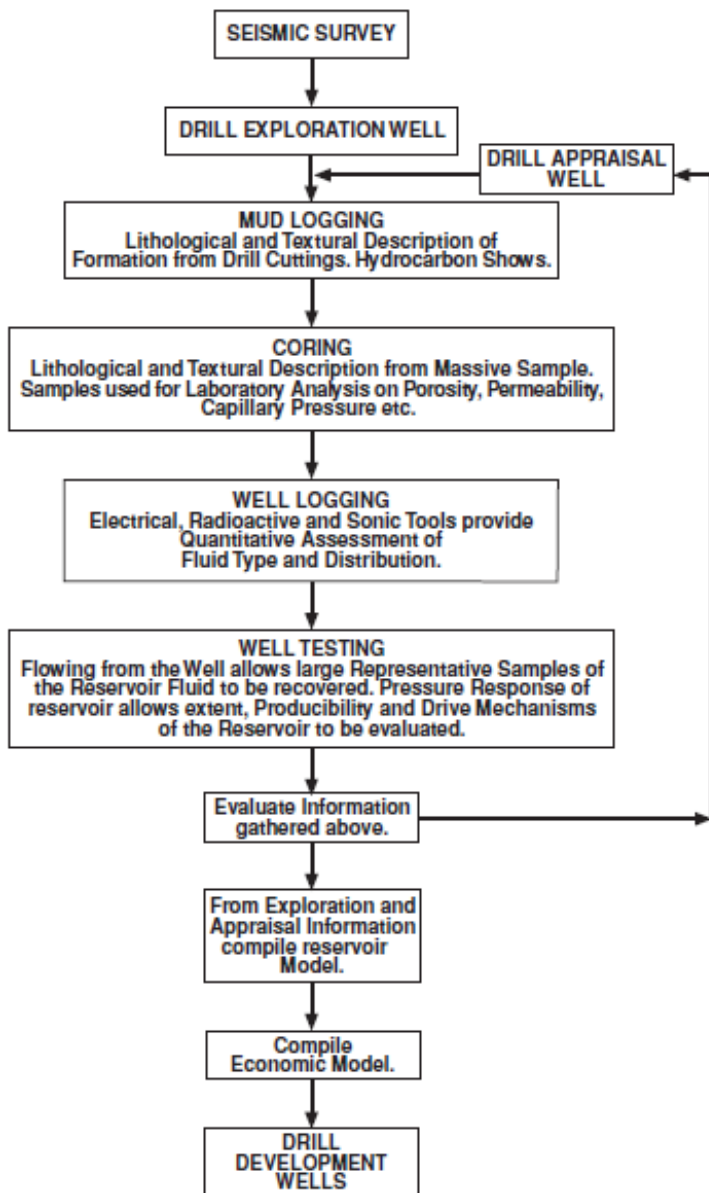 SEISMIC SURVEY
DRILL EXPLORATION WELL
DRILL APPRAISAL
WELL
MUD LOGGING
Lithological and Textural Description of
Formation from Drill Cuttings. Hydrocarbon Shows.
CORING
Lithological and Textural Description from Massive Sample.
Samples used for Laboratory Analysis on Porosity, Permeability,
Capillary Pressure etc.
WELL LOGGING
Electrical, Radioactive and Sonic Tools provide
Quantitative Assessment of
Fluid Type and Distribution.
WELL TESTING
Flowing from the Well allows large Representative Samples of
the Reservoir Fluid to be recovered. Pressure Response of
reservoir allows extent, Producibility and Drive Mechanisms
of the Reservoir to be evaluated.
Evaluate Information
gathered above.
From Exploration and
Appraisal Information
compile reservoir
Model.
Compile
Economic Model.
DRILL
DEVELOPMENT
WELLS